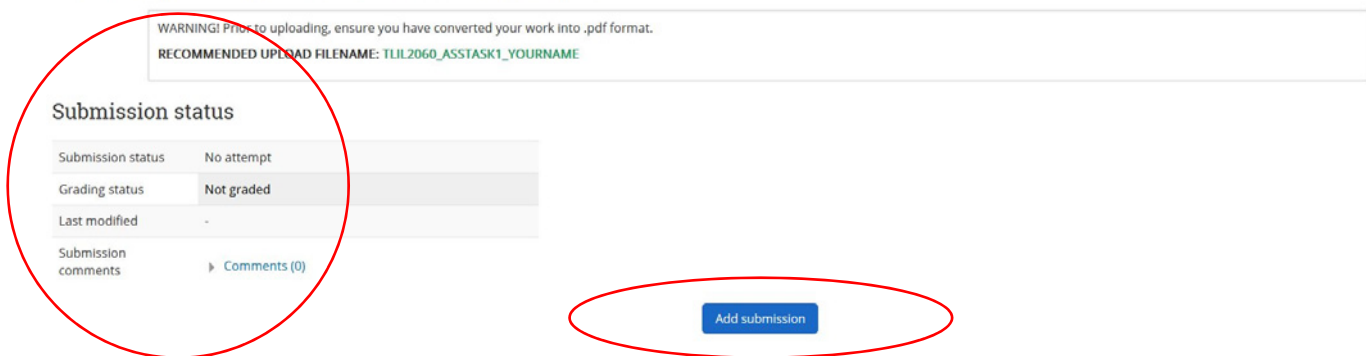 WARNING! Prior to uploading, ensure you have converted your work into .pdf format.
RECOMMENDED UPLOAD FILENAME: TLIL2060_ASSTASK1_YOURNAME
Submission status
Submission status No attempt
Grading status Not graded
Last modified -
Submission
comments
Comments (0)
Add submission